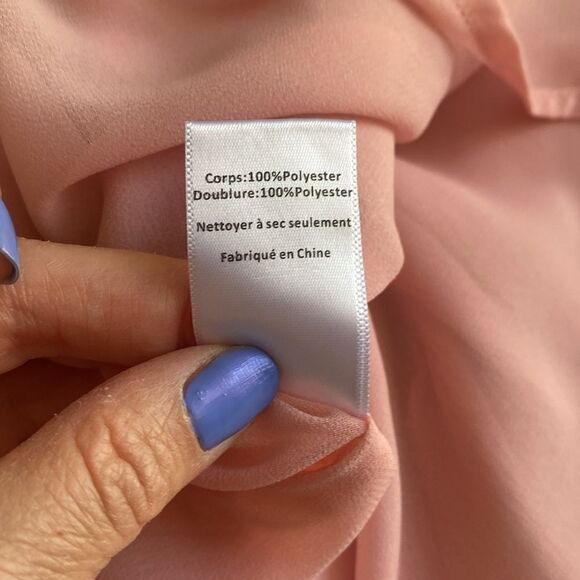 Corps:100%Polyester
Doublure:100%Polyester
Nettoyer à sec seulement
Fabriqué en Chine